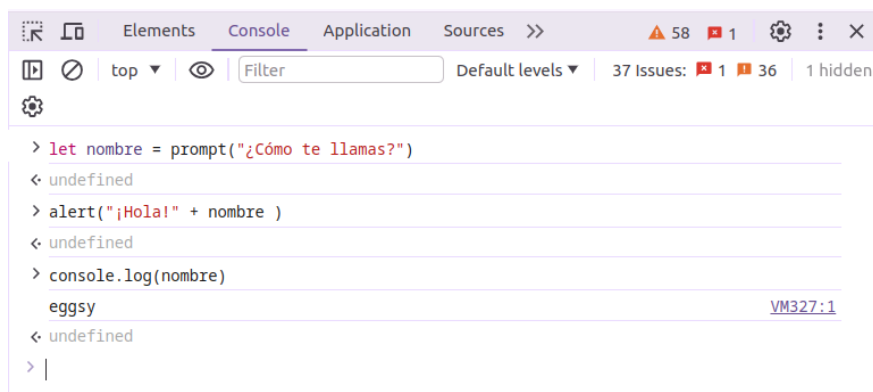 Elements Console Application Sources >> 58 1
top ▼ Filter Default levels ▼ 37 Issues: 1 36 1 hidden
> let nombre = prompt("¿Cómo te llamas?")
undefined
> alert("¡Hola!" + nombre )
undefined
> console.log(nombre)
eggsy VM327:1
undefined
>